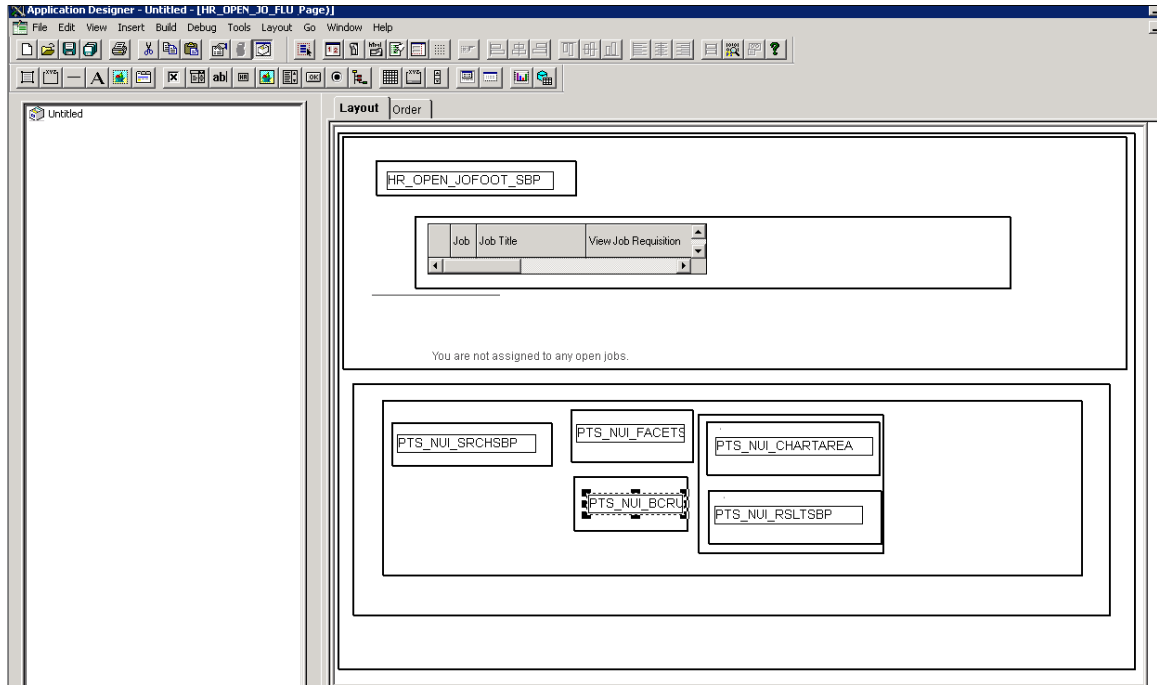 Application Designer - Untitled - [HR_OPEN_JO_FLU Page)]
File Edit View Insert Build Debug Tools Layout Go Window Help
Untitled
Layout Order
HR_OPEN_JOFOOT_SBP
Job Job Title View Job Requisition
You are not assigned to any open jobs.
PTS_NUI_SRCHSBP
PTS_NUI_FACETS
PTS_NUI_CHARTAREA
PTS_NUI_BCRU
PTS_NUI_RSLTSBP